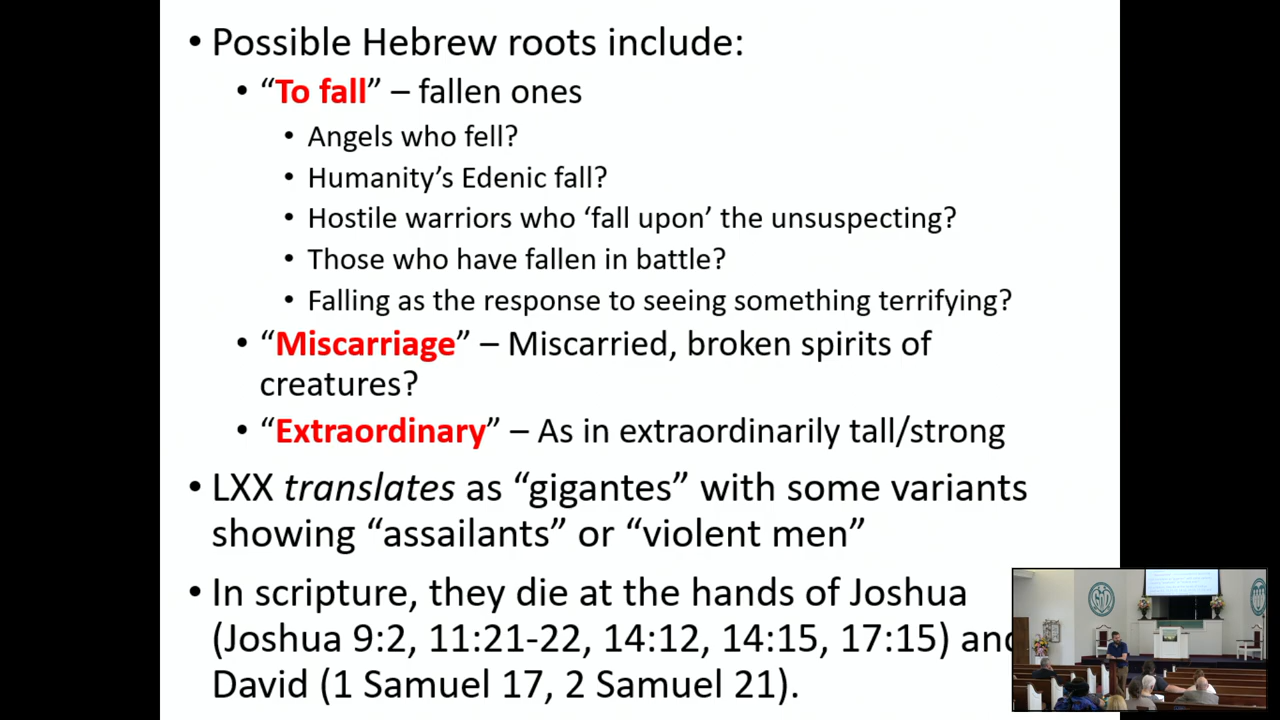 • Possible Hebrew roots include:
• “To fall” – fallen ones
• Angels who fell?
• Humanity’s Edenic fall?
• Hostile warriors who ‘fall upon’ the unsuspecting?
• Those who have fallen in battle?
• Falling as the response to seeing something terrifying?
• “Miscarriage” – Miscarried, broken spirits of
creatures?
• “Extraordinary” – As in extraordinarily tall/strong
• LXX translates as “gigantes” with some variants
showing “assailants” or “violent men”
• In scripture, they die at the hands of Joshua
(Joshua 9:2, 11:21-22, 14:12, 14:15, 17:15) and
David (1 Samuel 17, 2 Samuel 21).